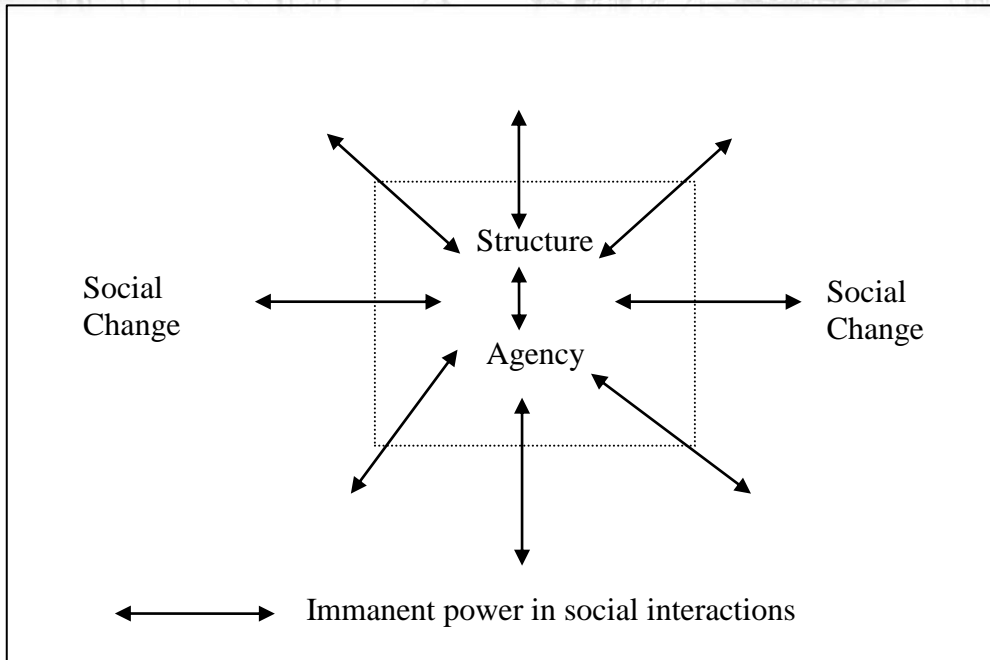 Structure
Social
Change
Social
Change
Agency
Immanent power in social interactions